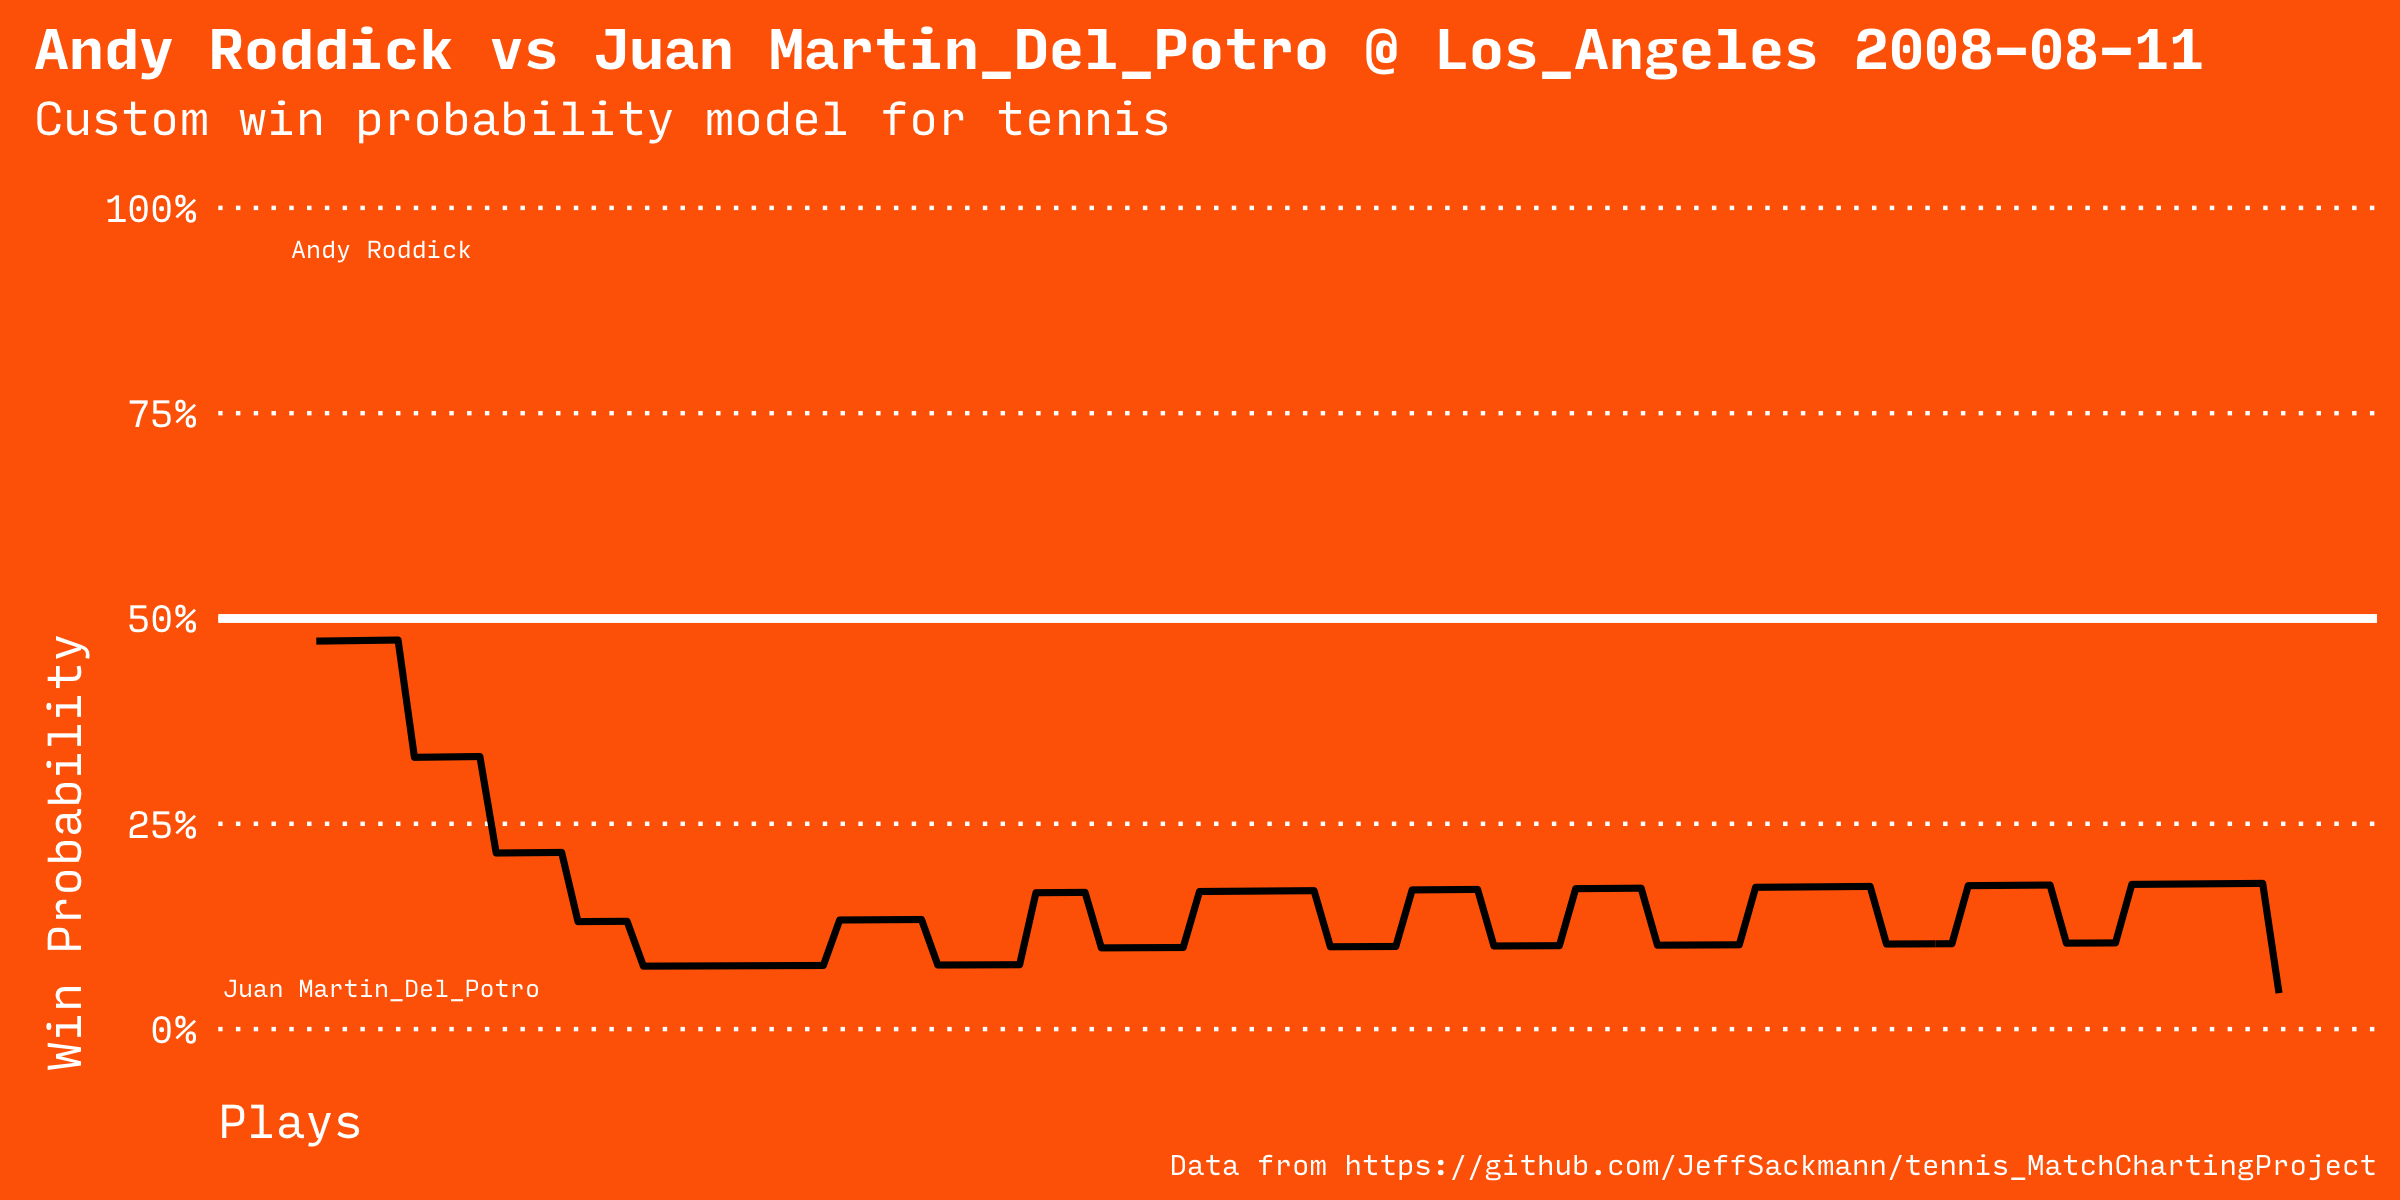 Andy Roddick vs Juan Martin_Del_Potro @ Los_Angeles 2008-08-11
Custom win probability model for tennis
100%
Andy Roddick
75%
50%
25%
Juan Martin_Del_Potro
0%
Win Probability
Plays
Data from https://github.com/JeffSackmann/tennis_MatchChartingProject